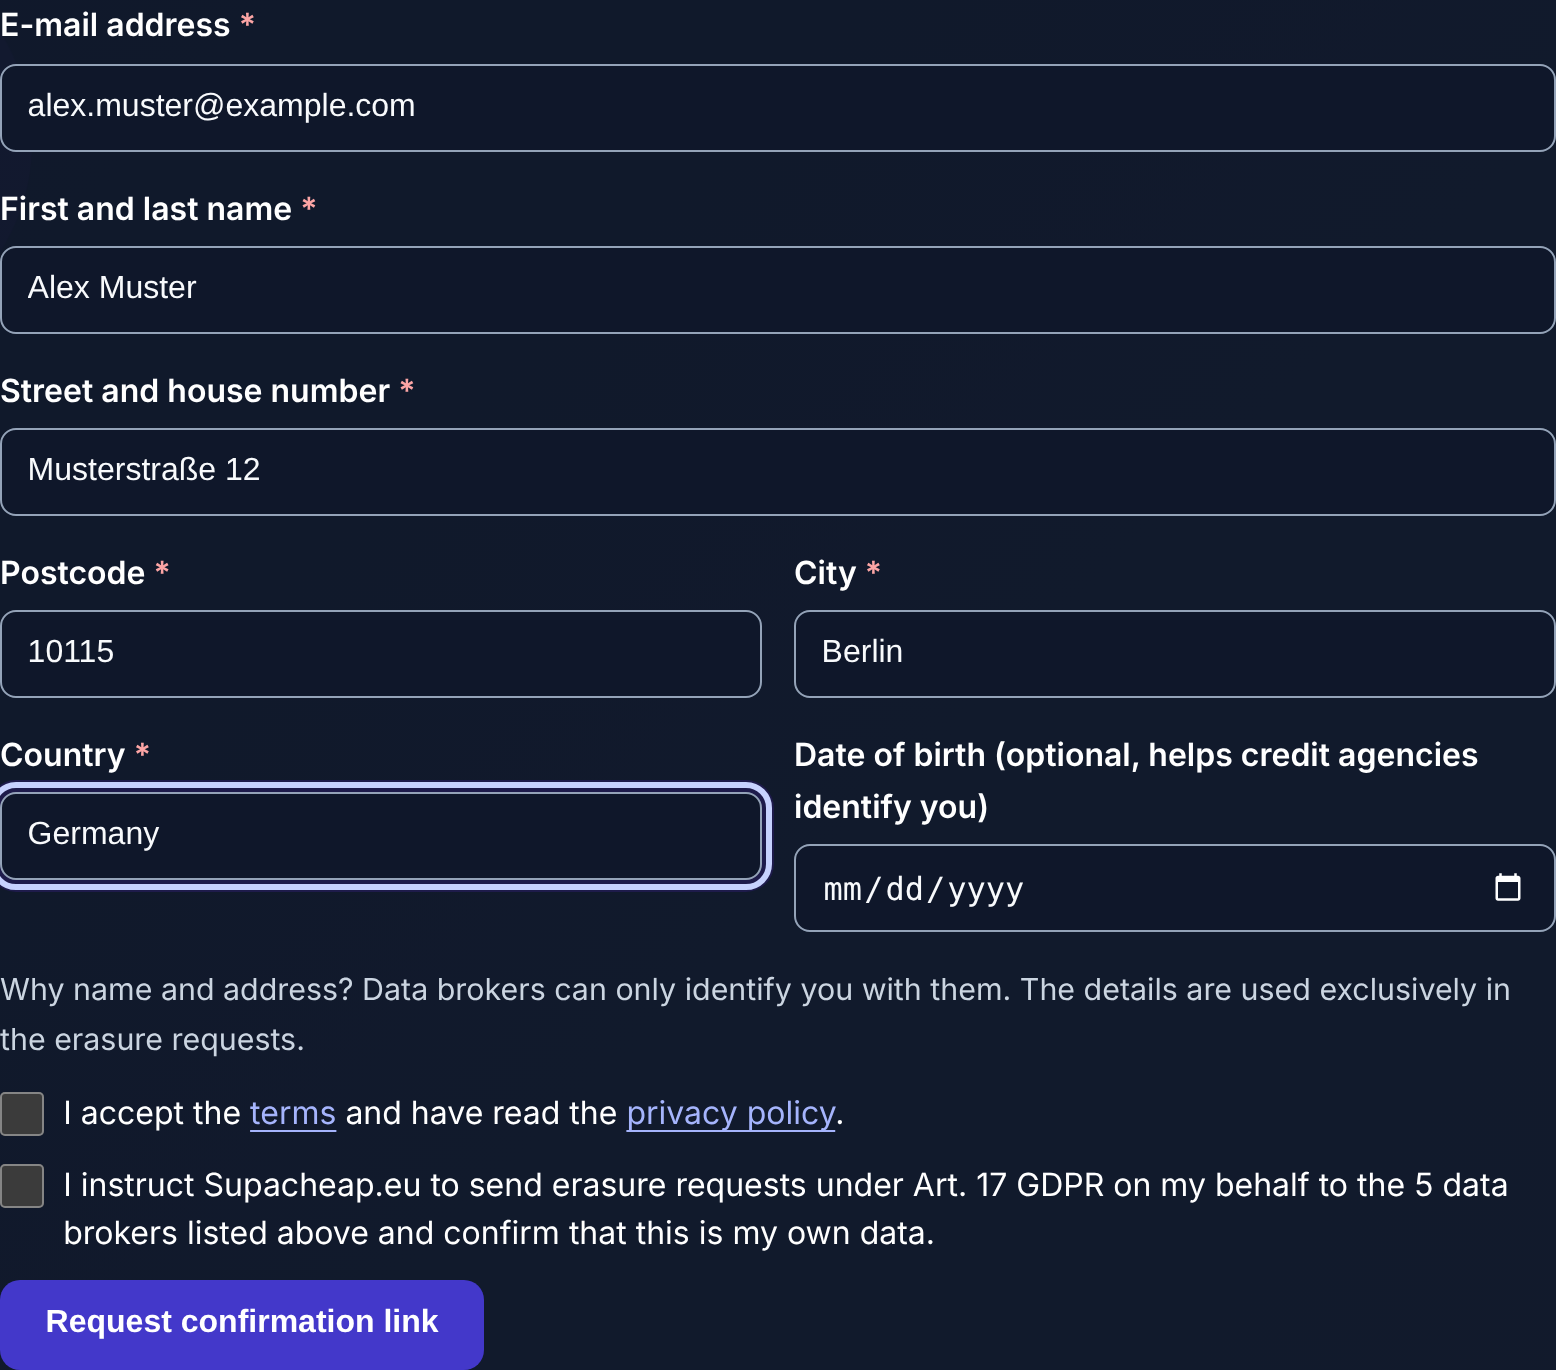 E-mail address *
alex.muster@example.com
First and last name *
Alex Muster
Street and house number *
Musterstraße 12
Postcode *
City *
10115
Berlin
Country *
Date of birth (optional, helps credit agencies
identify you)
Germany
mm/dd/yyyy
Why name and address? Data brokers can only identify you with them. The details are used exclusively in
the erasure requests.
I accept the terms and have read the privacy policy.
I instruct Supacheap.eu to send erasure requests under Art. 17 GDPR on my behalf to the 5 data
brokers listed above and confirm that this is my own data.
Request confirmation link